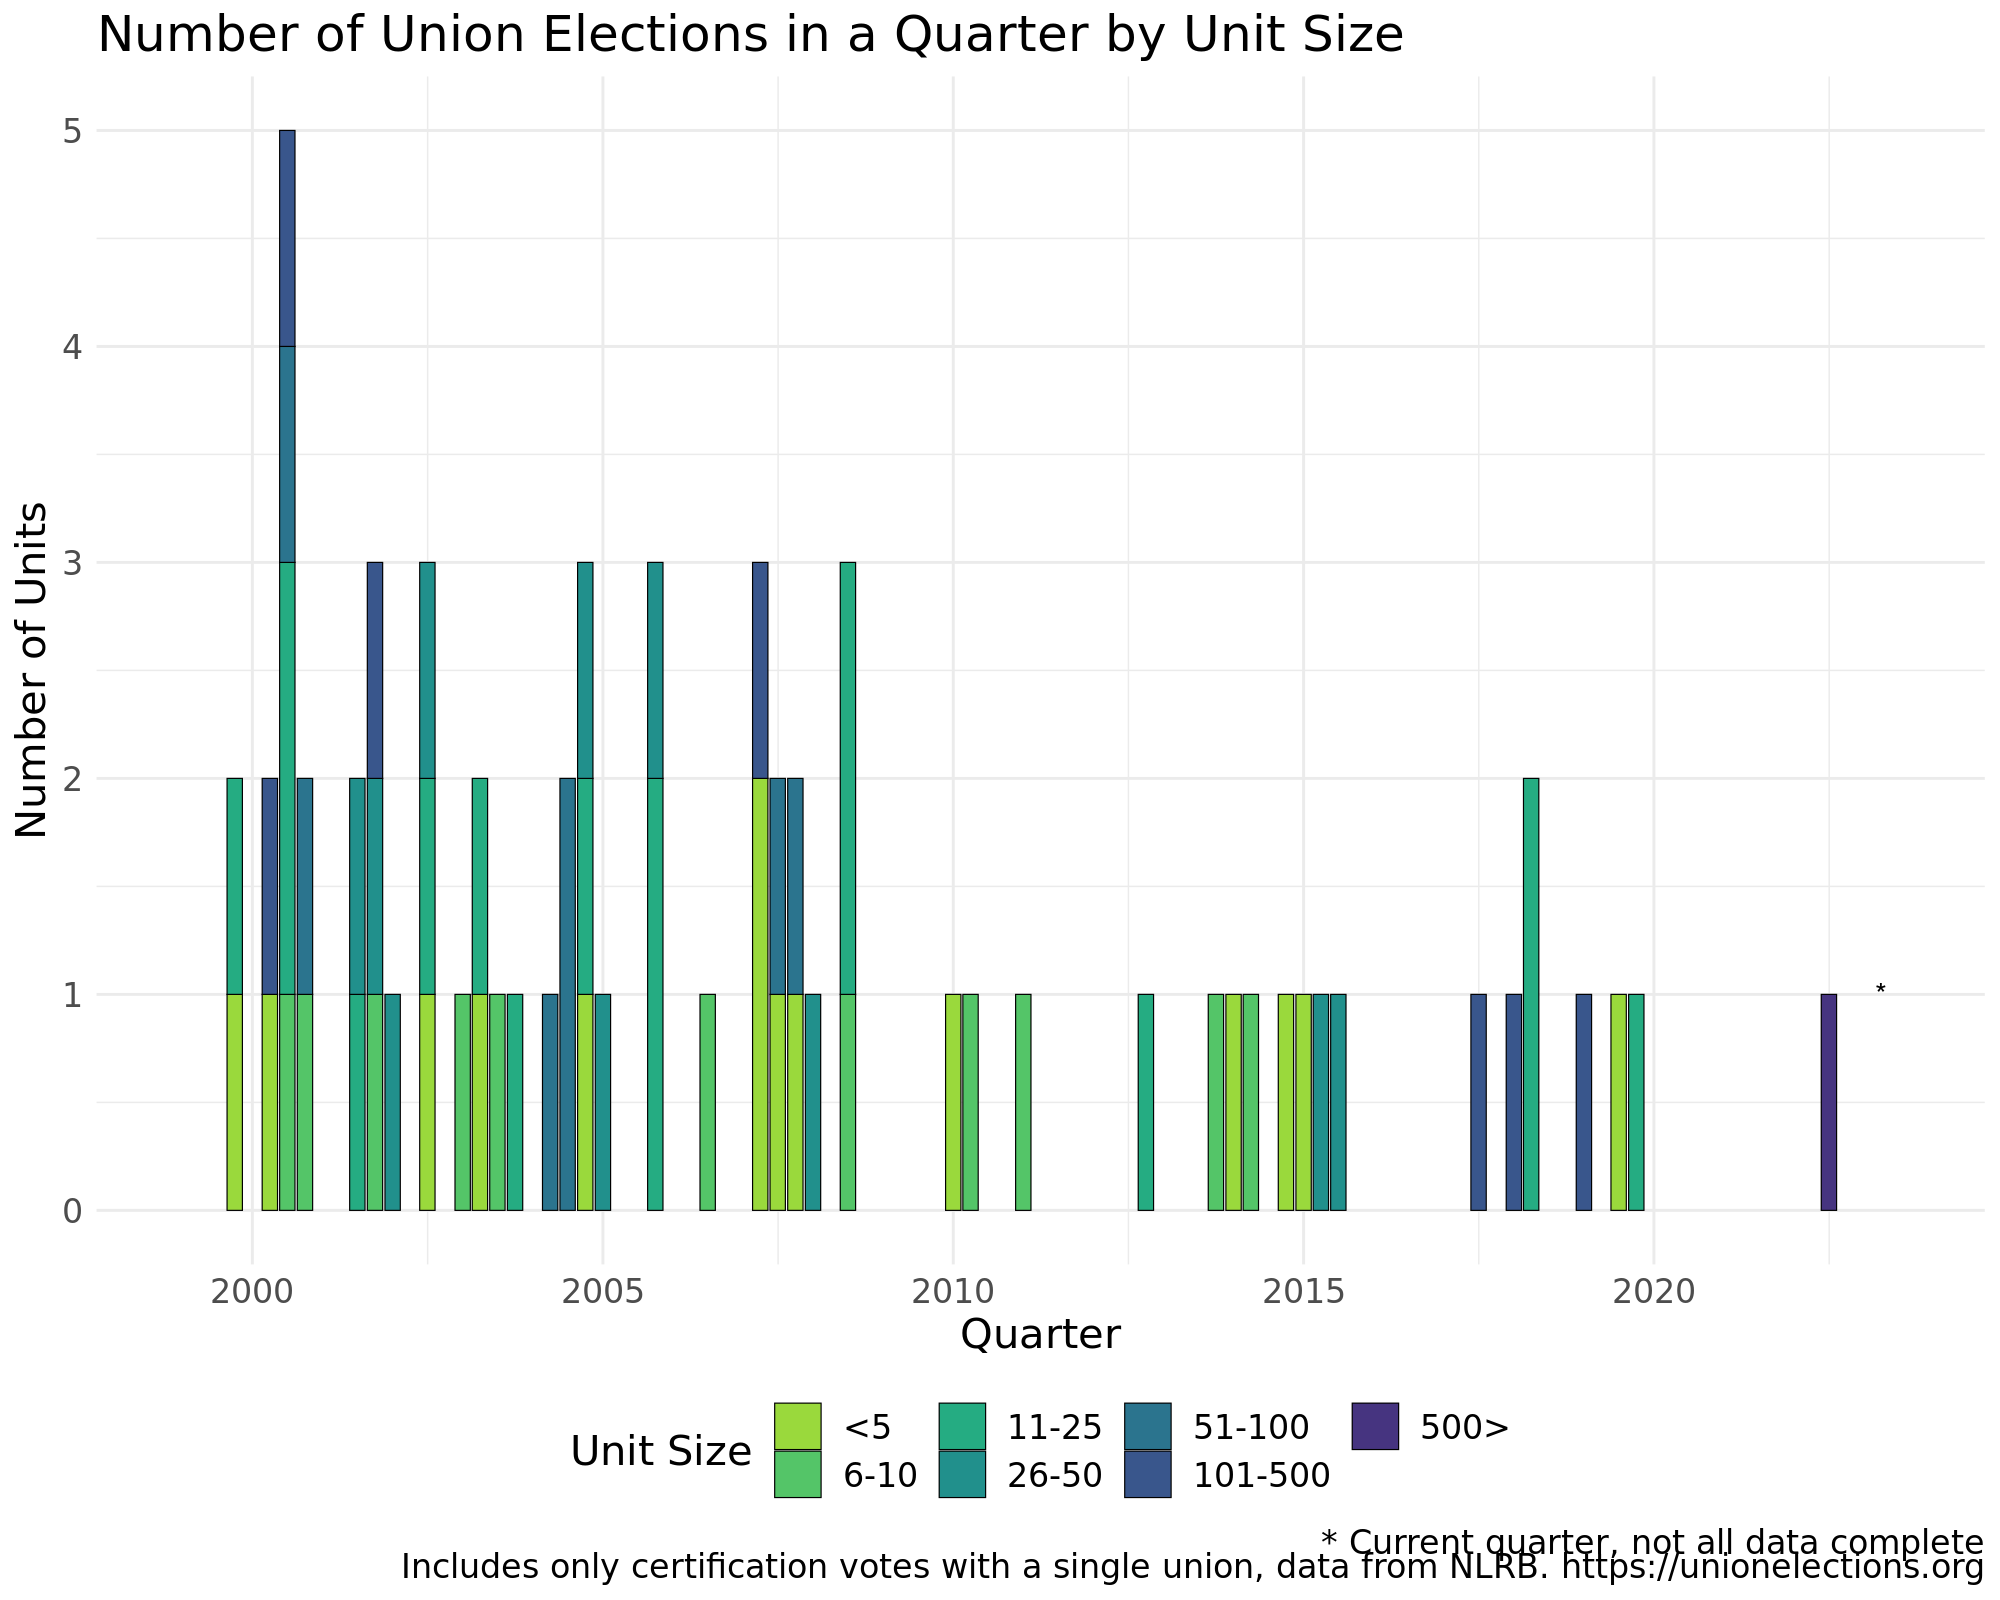 Number of Union Elections in a Quarter by Unit Size
Number of Units
5
4
3
2
1
0
*
2000 2005 2010 2015 2020
Quarter
Unit Size
<5 11-25 51-100 500>
6-10 26-50 101-500
* Current quarter, not all data complete
Includes only certification votes with a single union, data from NLRB. https://unionelections.org